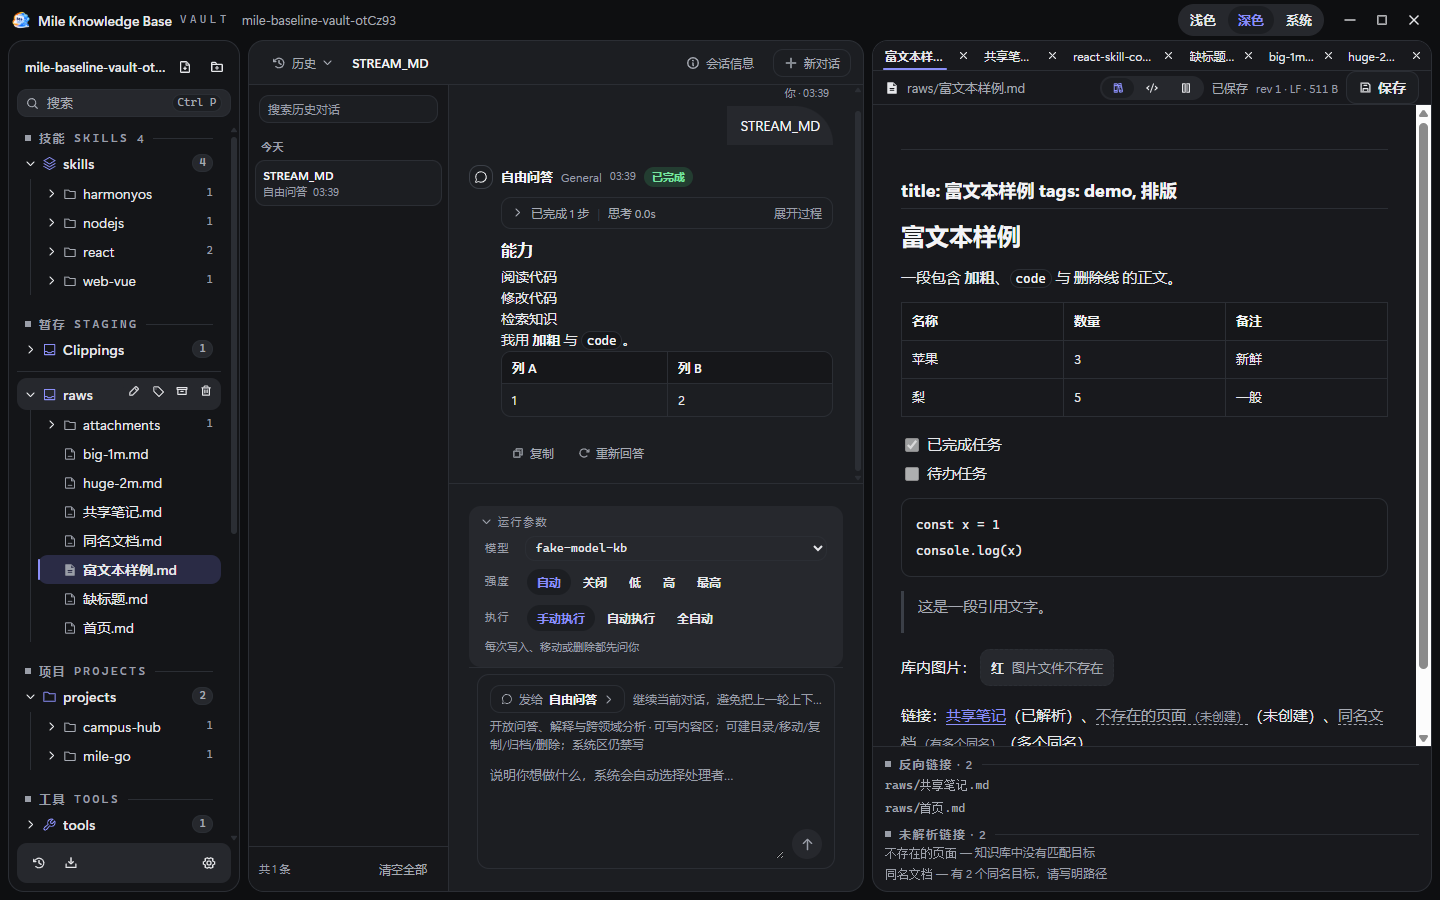 Mile Knowledge Base VAULT mile-baseline-vault-otCz93
浅色 深色 系统
mile-baseline-vault-ot...
搜索 Ctrl P
技能 SKILLS 4
skills 4
harmonyos 1
nodejs 1
react 2
web-vue 1
暂存 STAGING
Clippings 1
raws
attachments 1
big-1m.md
huge-2m.md
共享笔记.md
同名文档.md
富文本样例.md
缺标题.md
首页.md
项目 PROJECTS
projects 2
campus-hub 1
mile-go 1
工具 TOOLS
tools 1
历史 STREAM_MD
会话信息 新对话
搜索历史对话
今天
STREAM_MD
自由问答 03:39
共 1 条 清空全部
你 · 03:39
STREAM_MD
自由问答 General 03:39 已完成
已完成 1 步 思考 0.0s 展开过程
能力
阅读代码
修改代码
检索知识
我用 加粗 与 code 。
列 A 列 B
1 2
复制 重新回答
运行参数
模型 fake-model-kb
强度 自动 关闭 低 高 最高
执行 手动执行 自动执行 全自动
每次写入、移动或删除都先问你
发给 自由问答 继续当前对话，避免把上一轮上下...
开放问答、解释与跨领域分析 · 可写内容区；可建目录/移动/复
制/归档/删除；系统区仍禁写
说明你想做什么，系统会自动选择处理者...
富文本样... 共享笔... react-skill-co... 缺标题... big-1m... huge-2...
raws/富文本样例.md 已保存 rev 1 · LF · 511 B 保存
title: 富文本样例 tags: demo, 排版
富文本样例
一段包含 加粗、 code 与 删除线 的正文。
名称 数量 备注
苹果 3 新鲜
梨 5 一般
已完成任务
待办任务
const x = 1
console.log(x)
这是一段引用文字。
库内图片： 红 图片文件不存在
链接：共享笔记（已解析）、不存在的页面（未创建）（未创建）、同名文
档（有多个同名）（多个同名）
反向链接 · 2
raws/共享笔记.md
raws/首页.md
未解析链接 · 2
不存在的页面 — 知识库中没有匹配目标
同名文档 — 有 2 个同名目标，请写明路径